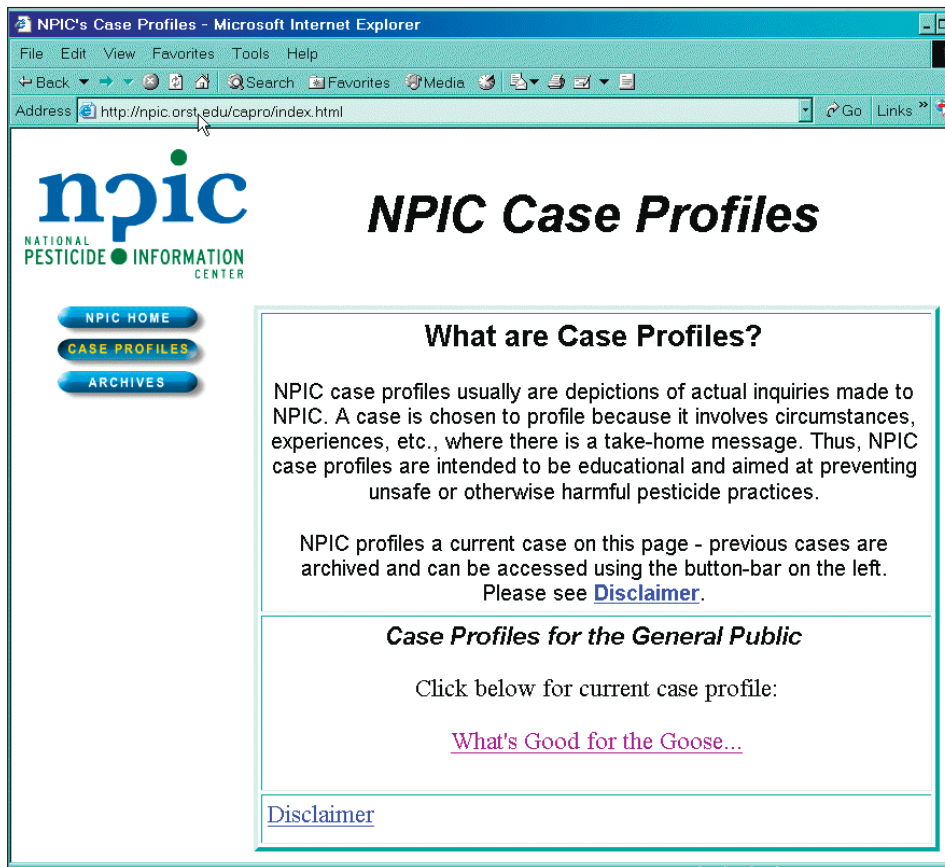 NPIC's Case Profiles - Microsoft Internet Explorer
File Edit View Favorites Tools Help
Back Search Favorites Media
Address http://npic.orst.edu/capro/index.html Go Links »
npic
NATIONAL
PESTICIDE INFORMATION
CENTER
NPIC Case Profiles
NPIC HOME
CASE PROFILES
ARCHIVES
What are Case Profiles?
NPIC case profiles usually are depictions of actual inquiries made to
NPIC. A case is chosen to profile because it involves circumstances,
experiences, etc., where there is a take-home message. Thus, NPIC
case profiles are intended to be educational and aimed at preventing
unsafe or otherwise harmful pesticide practices.
NPIC profiles a current case on this page - previous cases are
archived and can be accessed using the button-bar on the left.
Please see Disclaimer.
Case Profiles for the General Public
Click below for current case profile:
What's Good for the Goose...
Disclaimer